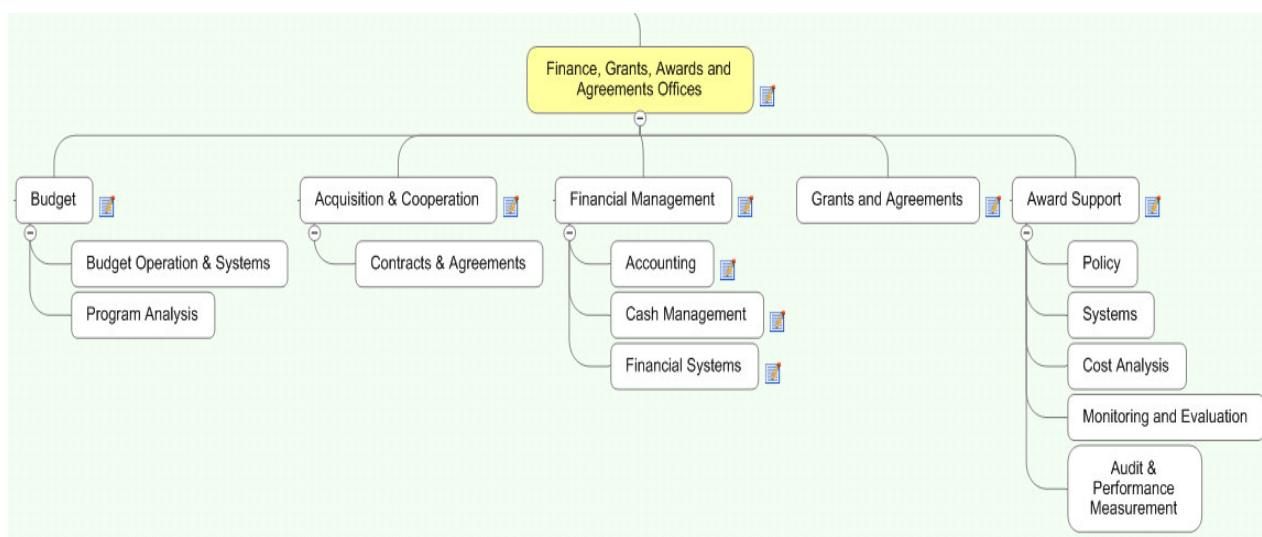 Finance, Grants, Awards and
Agreements Offices
Budget
Acquisition & Cooperation
Financial Management
Grants and Agreements
Award Support
Budget Operation & Systems
Contracts & Agreements
Accounting
Policy
Program Analysis
Cash Management
Systems
Financial Systems
Cost Analysis
Monitoring and Evaluation
Audit &
Performance
Measurement